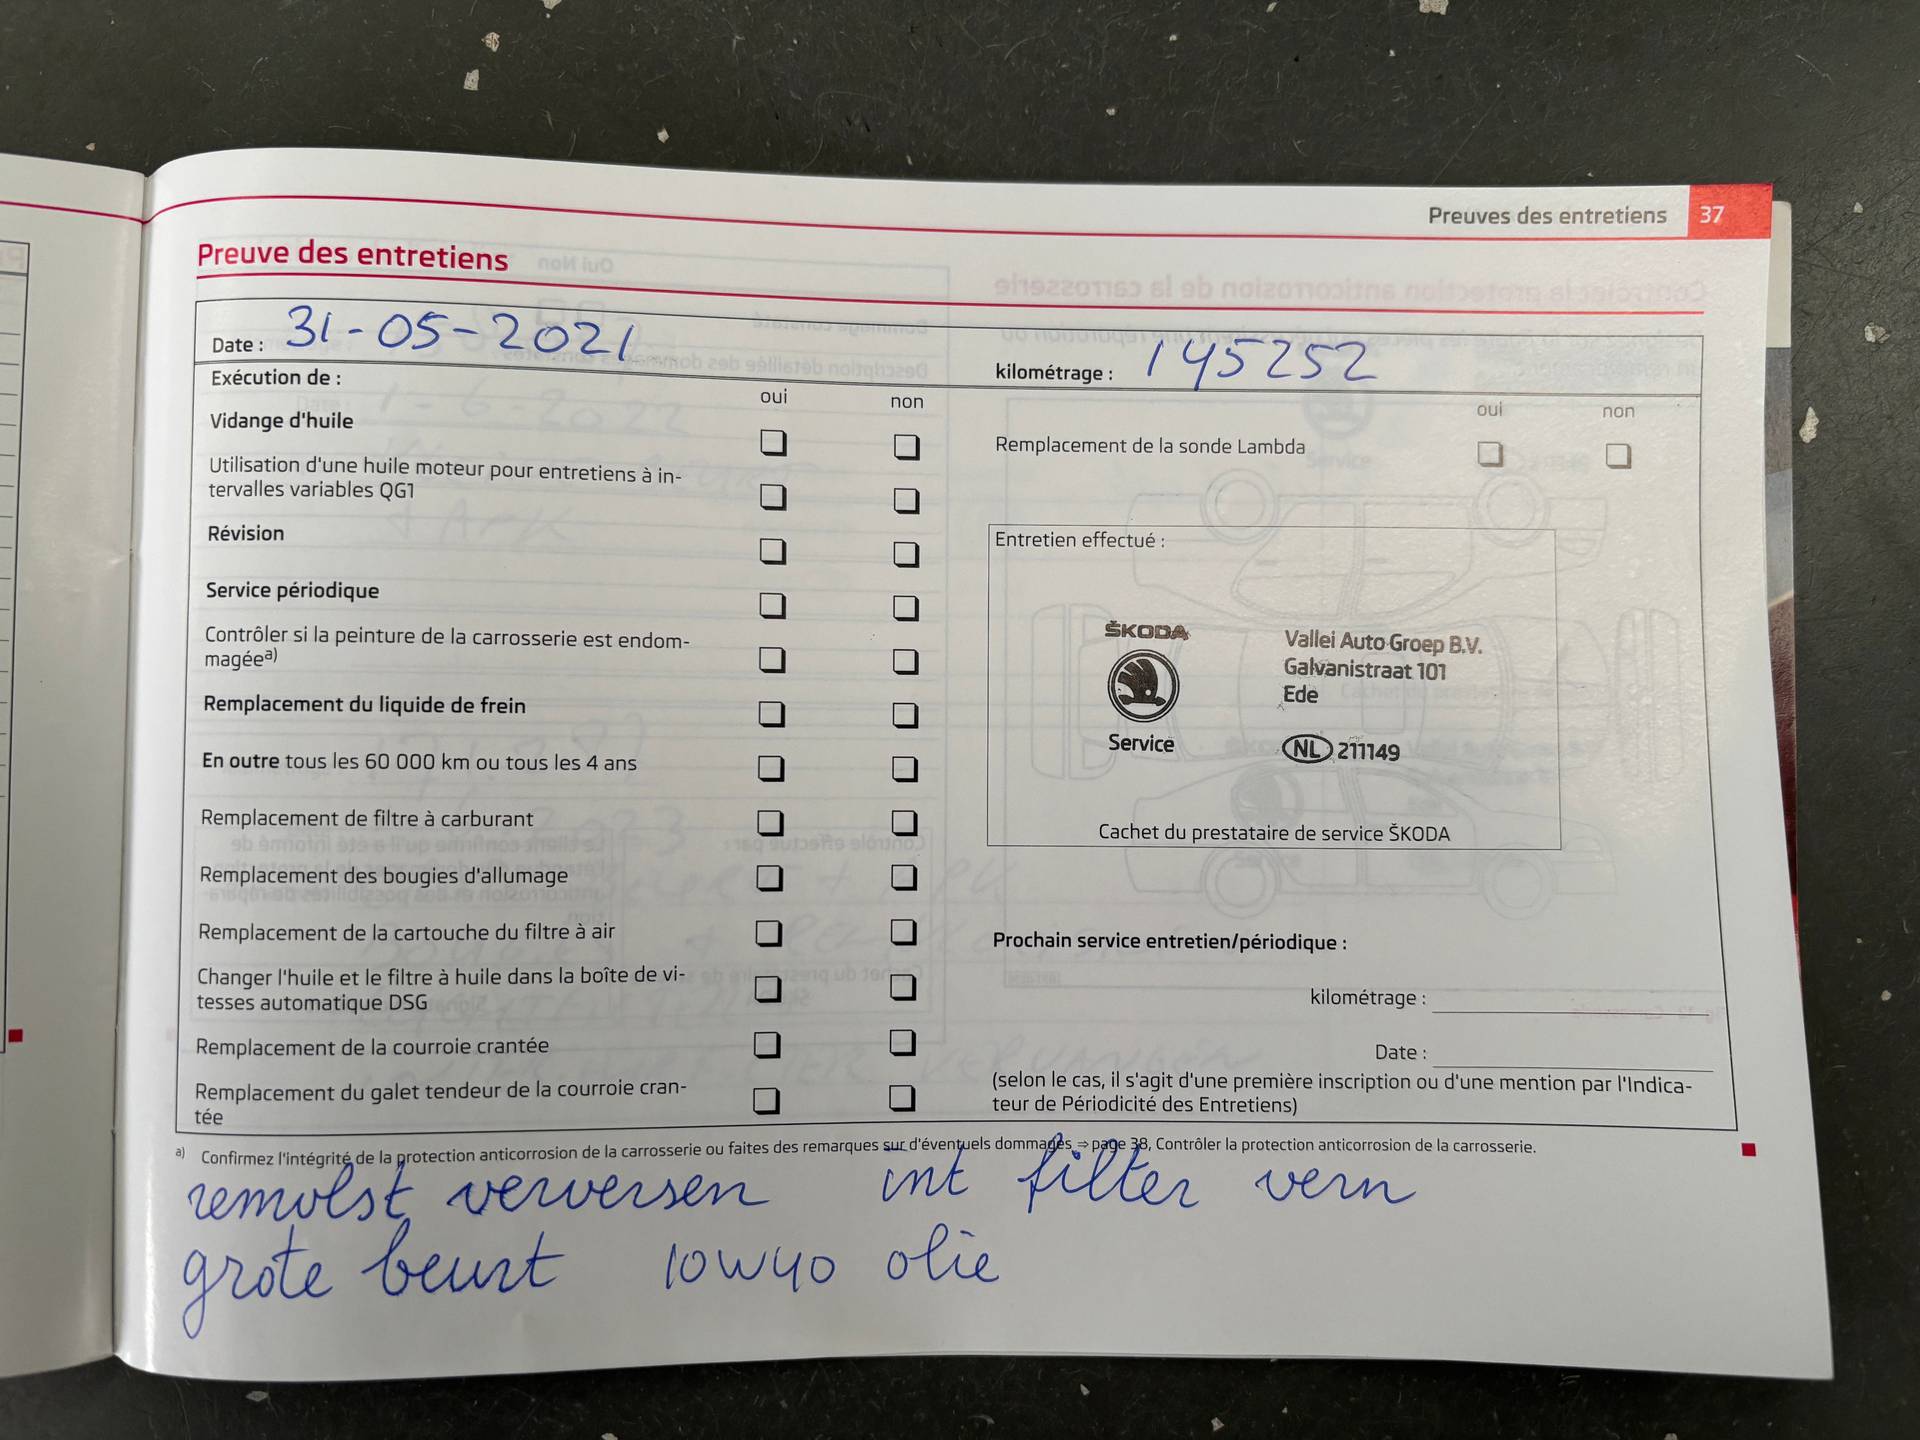 Preuves des entretiens 37
Preuve des entretiens
Date : 31-05-2021
kilométrage : 145252
Exécution de :
oui non
Vidange d'huile
Utilisation d'une huile moteur pour entretiens à in-
tervalles variables QG1
Révision
Service périodique
Contrôler si la peinture de la carrosserie est endom-
magéea)
Remplacement du liquide de frein
En outre tous les 60 000 km ou tous les 4 ans
Remplacement de filtre à carburant
Remplacement des bougies d'allumage
Remplacement de la cartouche du filtre à air
Changer l'huile et le filtre à huile dans la boîte de vi-
tesses automatique DSG
Remplacement de la courroie crantée
Remplacement du galet tendeur de la courroie cran-
tée
oui non
Remplacement de la sonde Lambda
Entretien effectué :
ŠKODA
Service
Vallei Auto Groep B.V.
Galvanistraat 101
Ede
NL 211149
Cachet du prestataire de service ŠKODA
Prochain service entretien/périodique :
kilométrage :
Date :
(selon le cas, il s'agit d'une première inscription ou d'une mention par l'Indica-
teur de Périodicité des Entretiens)
a) Confirmez l'intégrité de la protection anticorrosion de la carrosserie ou faites des remarques sur d'éventuels dommages ⇒ page 38, Contrôler la protection anticorrosion de la carrosserie.
remvlst verversen int filter vern
grote beurt 10W40 olie